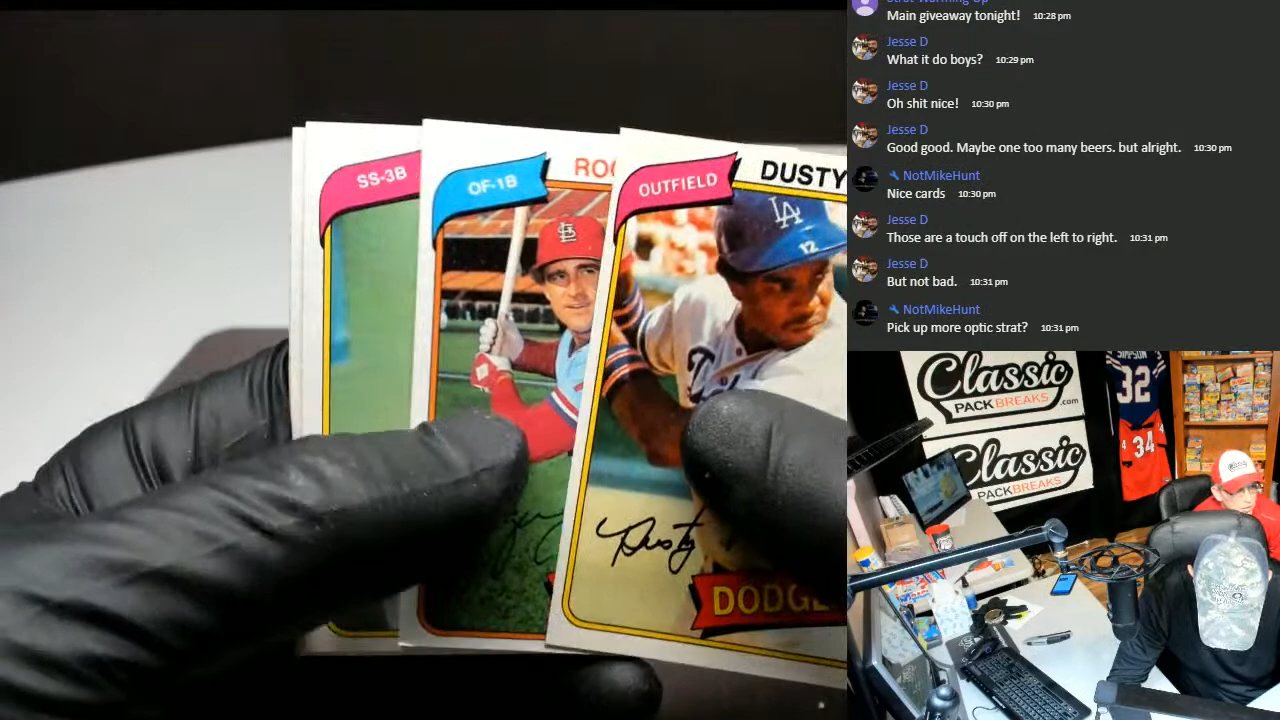 Main giveaway tonight! 10:28 pm
Jesse D
What it do boys? 10:29 pm
Jesse D
Oh shit nice! 10:30 pm
Jesse D
Good good. Maybe one too many beers. but alright. 10:30 pm
NotMikeHunt
Nice cards 10:30 pm
Jesse D
Those are a touch off on the left to right. 10:31 pm
Jesse D
But not bad. 10:31 pm
NotMikeHunt
Pick up more optic strat? 10:31 pm
SS-3B
OF-1B
OUTFIELD
DUSTY
LA
12
Dusty
Classic
PACK BREAKS.com
Classic
PACK BREAKS
SIMPSON
32
34